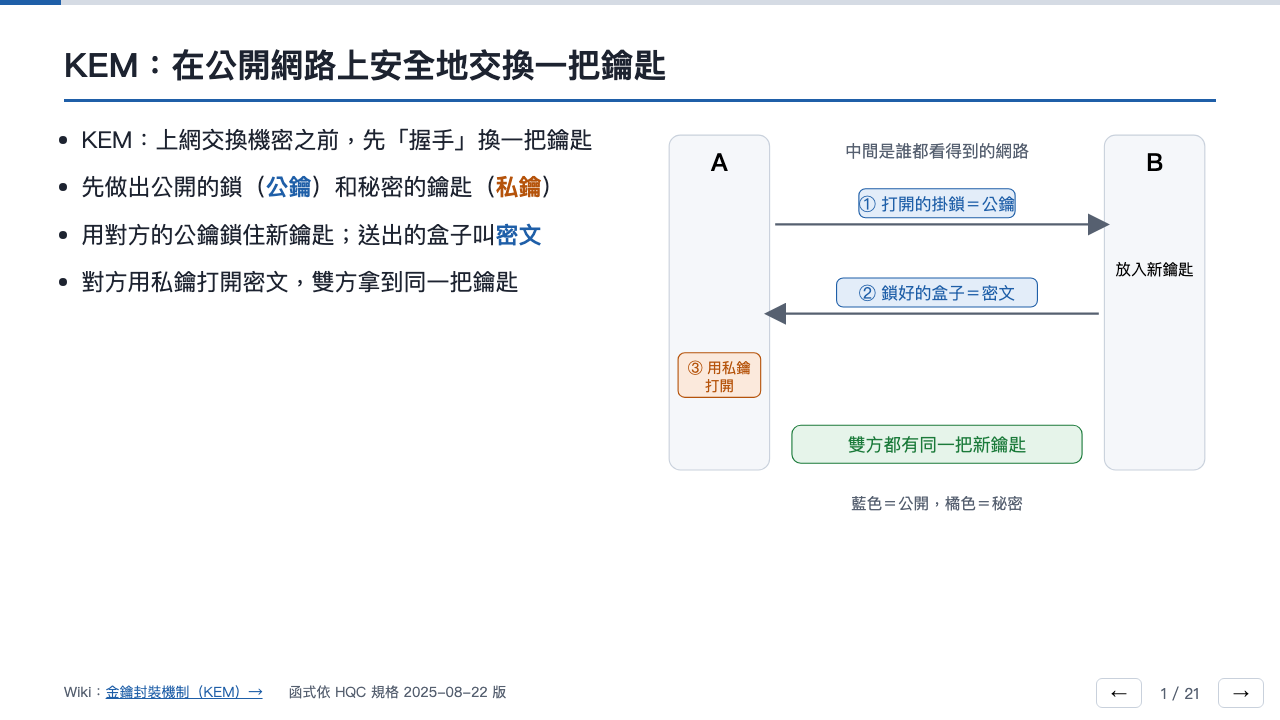 KEM：在公開網路上安全地交換一把鑰匙
• KEM：上網交換機密之前，先「握手」換一把鑰匙
• 先做出公開的鎖（公鑰）和秘密的鑰匙（私鑰）
• 用對方的公鑰鎖住新鑰匙；送出的盒子叫密文
• 對方用私鑰打開密文，雙方拿到同一把鑰匙
A
中間是誰都看得到的網路
B
① 打開的掛鎖＝公鑰
放入新鑰匙
② 鎖好的盒子＝密文
③ 用私鑰
打開
雙方都有同一把新鑰匙
藍色＝公開，橘色＝秘密
Wiki：金鑰封裝機制（KEM）→ 函式依 HQC 規格 2025-08-22 版
← 1 / 21 →